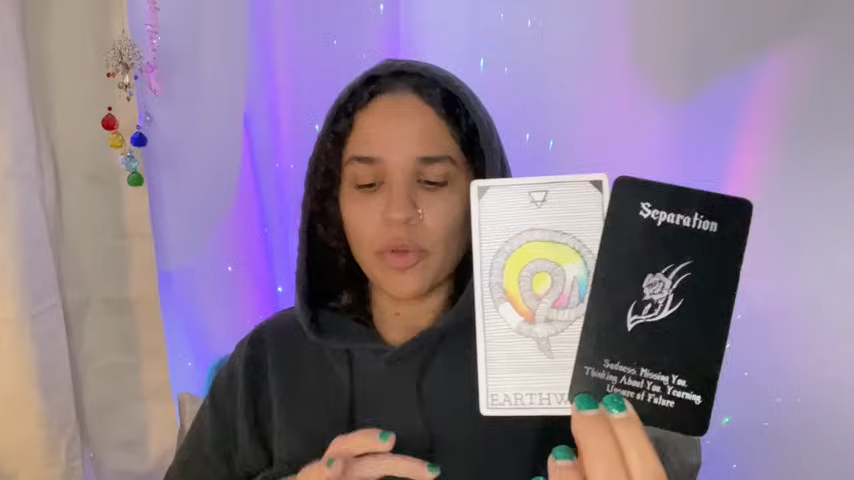 EARTHW
Separation
Sadness. Missing You.
Thinking About You. Yearning.
Unsure of Future